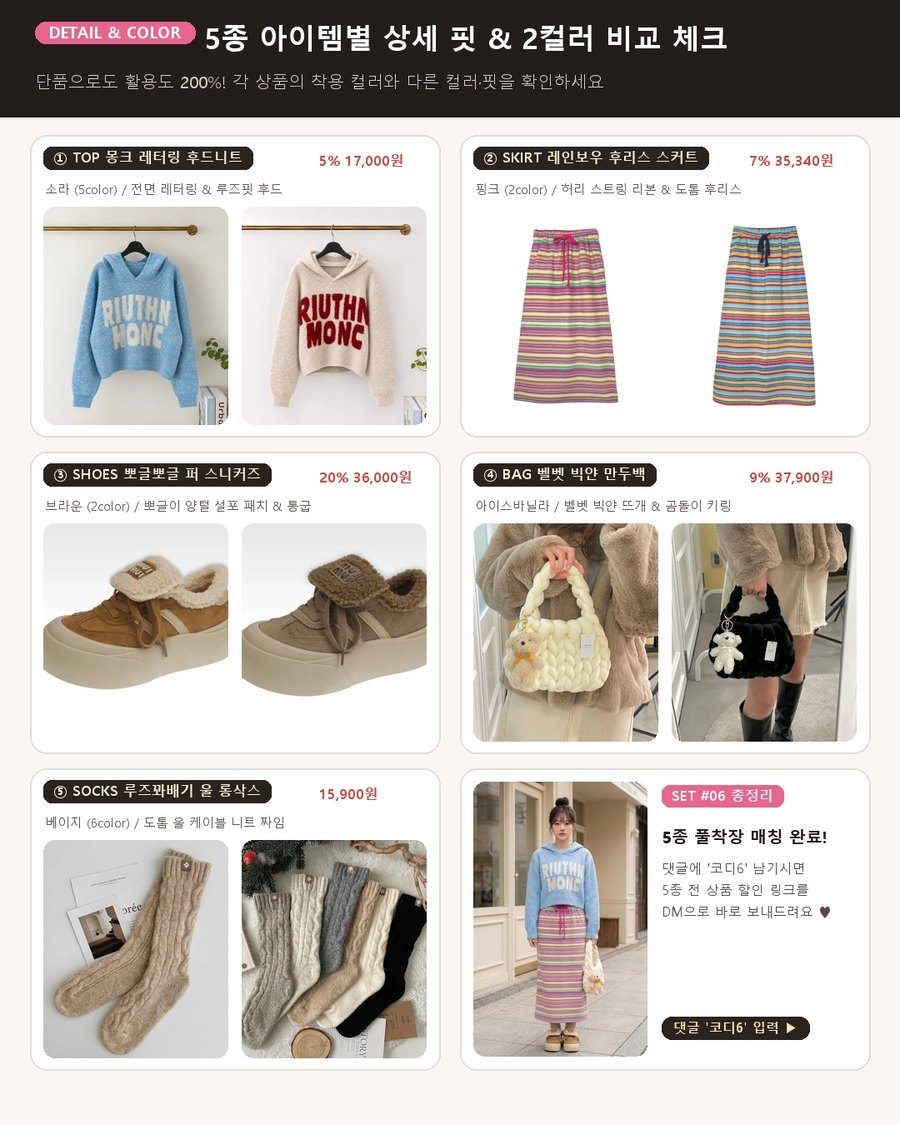 DETAIL & COLOR 5종 아이템별 상세 핏 & 2컬러 비교 체크
단품으로도 활용도 200%! 각 상품의 착용 컬러와 다른 컬러·핏을 확인하세요
① TOP 몽크 레터링 후드니트 5% 17,000원
소라 (5color) / 전면 레터링 & 루즈핏 후드
RIUTHN
MONC
urba
RIUTHN
MONC
② SKIRT 레인보우 후리스 스커트 7% 35,340원
핑크 (2color) / 허리 스트링 리본 & 도톰 후리스
③ SHOES 뽀글뽀글 퍼 스니커즈 20% 36,000원
브라운 (2color) / 뽀글이 양털 설포 패치 & 통굽
④ BAG 벨벳 빅얀 만두백 9% 37,900원
아이스바닐라 / 벨벳 빅얀 뜨개 & 곰돌이 키링
⑤ SOCKS 루즈꽈배기 울 롱삭스 15,900원
베이지 (6color) / 도톰 울 케이블 니트 짜임
orée
SET #06 총정리
5종 풀착장 매칭 완료!
댓글에 '코디6' 남기시면
5종 전 상품 할인 링크를
DM으로 바로 보내드려요 ♥
RIUTHN
MONC
댓글 '코디6' 입력 ▶